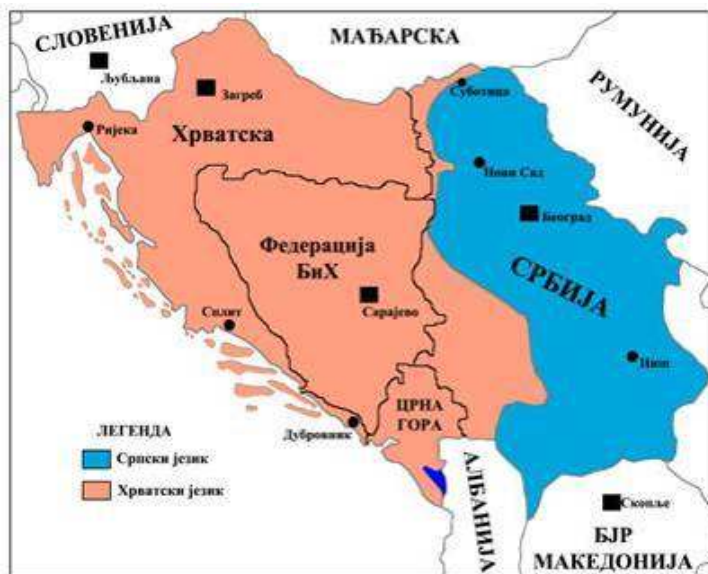 СЛОВЕНИЈА
МАЂАРСКА
Љубљана
Загреб
Суботица
РУМУНИЈА
Ријека
Хрватска
Нови Сад
Београд
Федерација
БиХ
СРБИЈА
Сарајево
Сплит
Ниш
ЦРНА
ГОРА
Дубровник
ЛЕГЕНДА
Српски језик
Хрватски језик
АЛБАНИЈА
Скопље
БЈР
МАКЕДОНИЈА